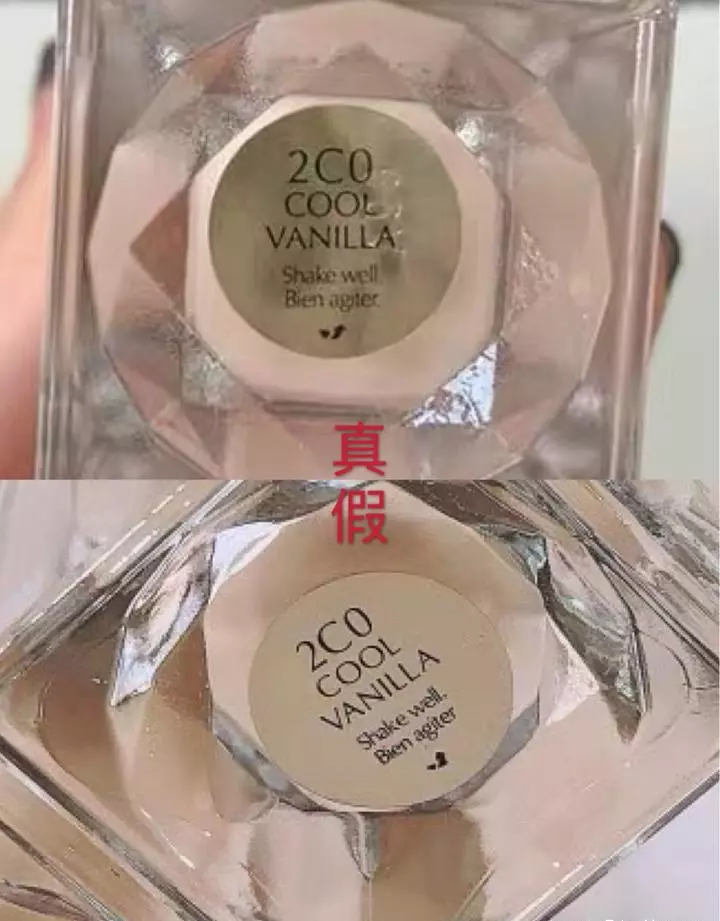 2C0
COOL
VANILLA
Shake well.
Bien agiter.
真
假
2C0
COOL
VANILLA
Shake well.
Bien agiter